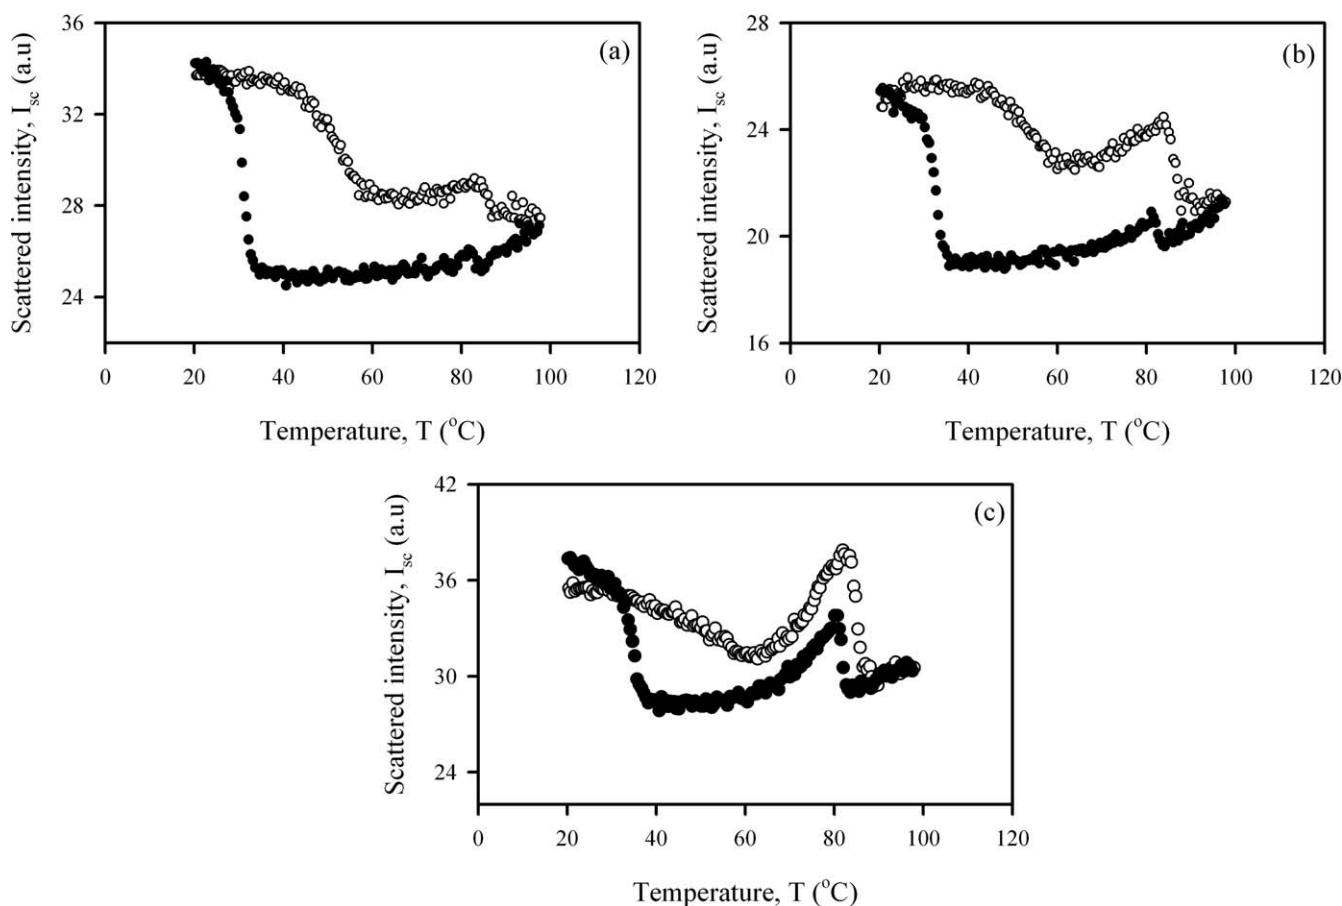 (a)
36
32
28
24
0 20 40 60 80 100 120
Scattered intensity, I_sc (a.u)
Temperature, T (°C)
(b)
28
24
20
16
0 20 40 60 80 100 120
Scattered intensity, I_sc (a.u)
Temperature, T (°C)
(c)
42
36
30
24
0 20 40 60 80 100 120
Scattered intensity, I_sc (a.u)
Temperature, T (°C)